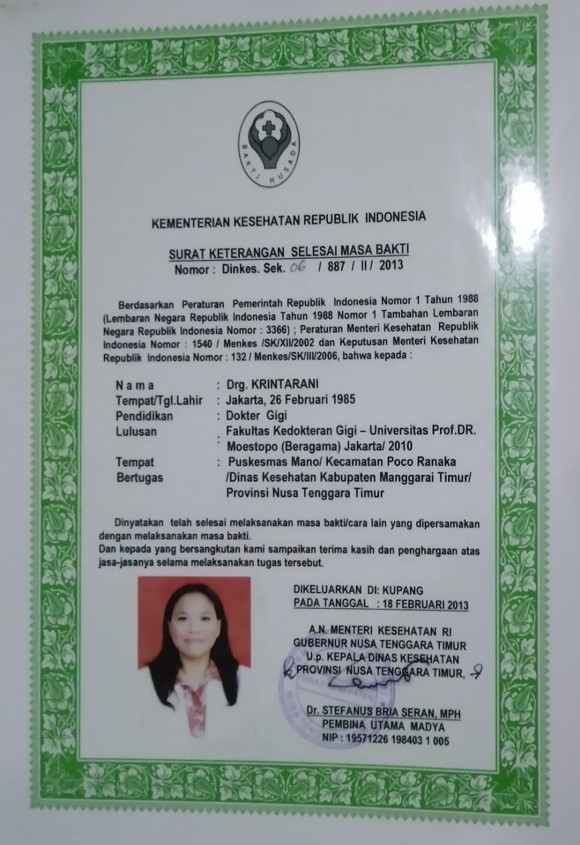 BAKTI HUSADA
KEMENTERIAN KESEHATAN REPUBLIK INDONESIA
SURAT KETERANGAN SELESAI MASA BAKTI
Nomor : Dinkes. Sek. 06 / 887 / II / 2013
Berdasarkan Peraturan Pemerintah Republik Indonesia Nomor 1 Tahun 1988
(Lembaran Negara Republik Indonesia Tahun 1988 Nomor 1 Tambahan Lembaran
Negara Republik Indonesia Nomor : 3366) ; Peraturan Menteri Kesehatan Republik
Indonesia Nomor : 1540 / Menkes /SK/XII/2002 dan Keputusan Menteri Kesehatan
Republik Indonesia Nomor : 132 / Menkes/SK/III/2006, bahwa kepada :
N a m a : Drg. KRINTARANI
Tempat/Tgl.Lahir : Jakarta, 26 Februari 1985
Pendidikan : Dokter Gigi
Lulusan : Fakultas Kedokteran Gigi – Universitas Prof.DR.
Moestopo (Beragama) Jakarta/ 2010
Tempat : Puskesmas Mano/ Kecamatan Poco Ranaka
Bertugas /Dinas Kesehatan Kabupaten Manggarai Timur/
Provinsi Nusa Tenggara Timur
Dinyatakan telah selesai melaksanakan masa bakti/cara lain yang dipersamakan
dengan melaksanakan masa bakti.
Dan kepada yang bersangkutan kami sampaikan terima kasih dan penghargaan atas
jasa-jasanya selama melaksanakan tugas tersebut.
DIKELUARKAN DI: KUPANG
PADA TANGGAL : 18 FEBRUARI 2013
A.N. MENTERI KESEHATAN RI
GUBERNUR NUSA TENGGARA TIMUR
U.p. KEPALA DINAS KESEHATAN
PROVINSI NUSA TENGGARA TIMUR,
Dr. STEFANUS BRIA SERAN, MPH
PEMBINA UTAMA MADYA
NIP : 19571226 198403 1 005